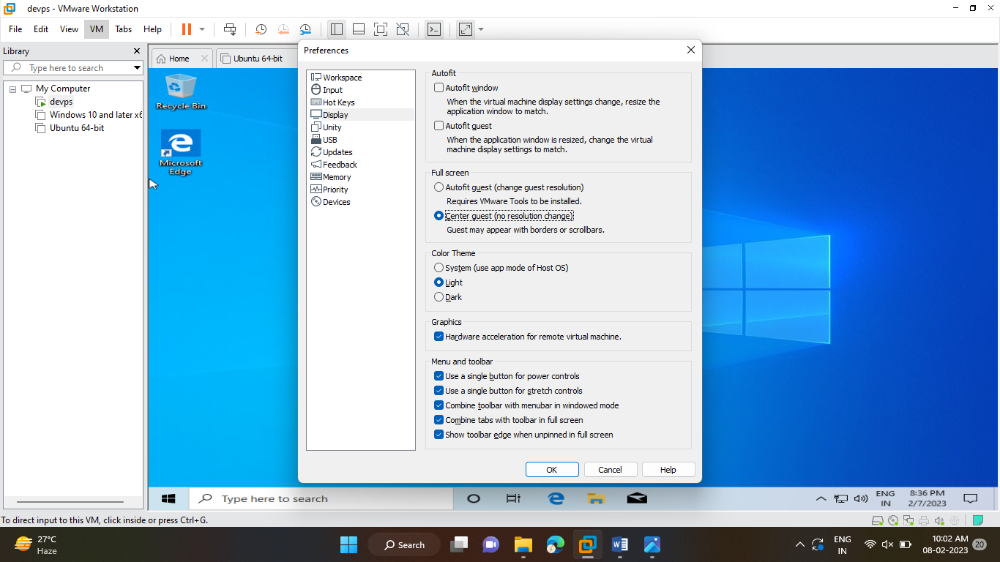 devps - VMware Workstation
File Edit View VM Tabs Help
Library
Type here to search
My Computer
devps
Windows 10 and later x6
Ubuntu 64-bit
Home
Ubuntu 64-bit
Recycle Bin
Microsoft
Edge
Preferences
Workspace
Input
Hot Keys
Display
Unity
USB
Updates
Feedback
Memory
Priority
Devices
Autofit
Autofit window
When the virtual machine display settings change, resize the
application window to match.
Autofit guest
When the application window is resized, change the virtual
machine display settings to match.
Full screen
Autofit guest (change guest resolution)
Requires VMware Tools to be installed.
Center guest (no resolution change)
Guest may appear with borders or scrollbars.
Color Theme
System (use app mode of Host OS)
Light
Dark
Graphics
Hardware acceleration for remote virtual machine.
Menu and toolbar
Use a single button for power controls
Use a single button for stretch controls
Combine toolbar with menubar in windowed mode
Combine tabs with toolbar in full screen
Show toolbar edge when unpinned in full screen
OK Cancel Help
Type here to search
ENG
IN
8:36 PM
2/7/2023
To direct input to this VM, click inside or press Ctrl+G.
27°C
Haze
Search
ENG
IN
10:02 AM
08-02-2023
20